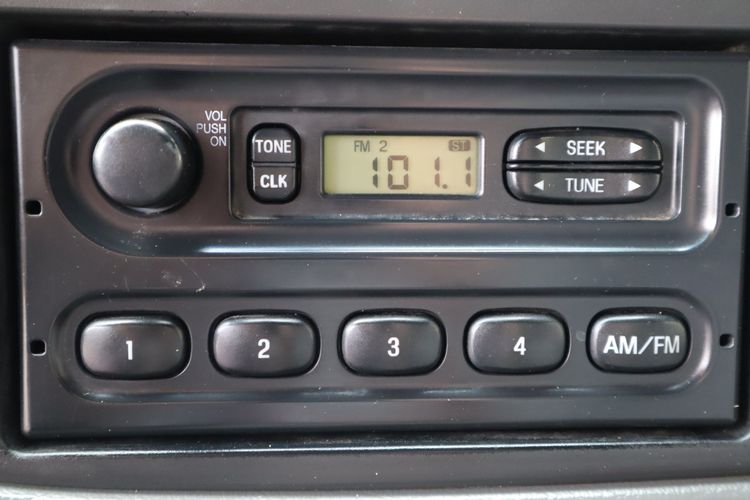 VOL
PUSH
ON
TONE
CLK
FM 2 ST
101.1
SEEK
TUNE
1 2 3 4 AM/FM